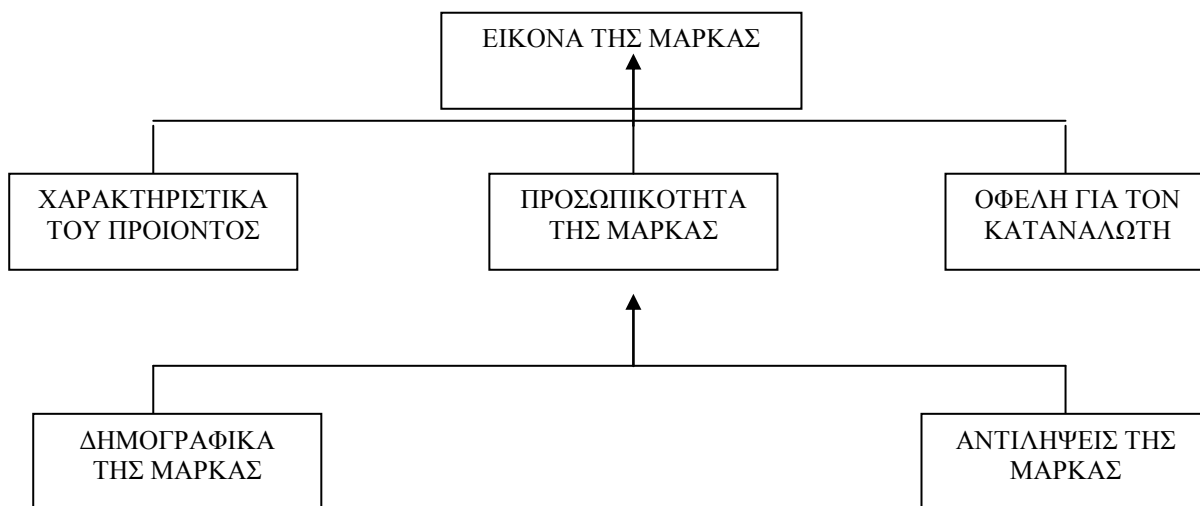 ΕΙΚΟΝΑ ΤΗΣ ΜΑΡΚΑΣ
ΧΑΡΑΚΤΗΡΙΣΤΙΚΑ
ΤΟΥ ΠΡΟΙΟΝΤΟΣ
ΠΡΟΣΩΠΙΚΟΤΗΤΑ
ΤΗΣ ΜΑΡΚΑΣ
ΟΦΕΛΗ ΓΙΑ ΤΟΝ
ΚΑΤΑΝΑΛΩΤΗ
ΔΗΜΟΓΡΑΦΙΚΑ
ΤΗΣ ΜΑΡΚΑΣ
ΑΝΤΙΛΗΨΕΙΣ ΤΗΣ
ΜΑΡΚΑΣ